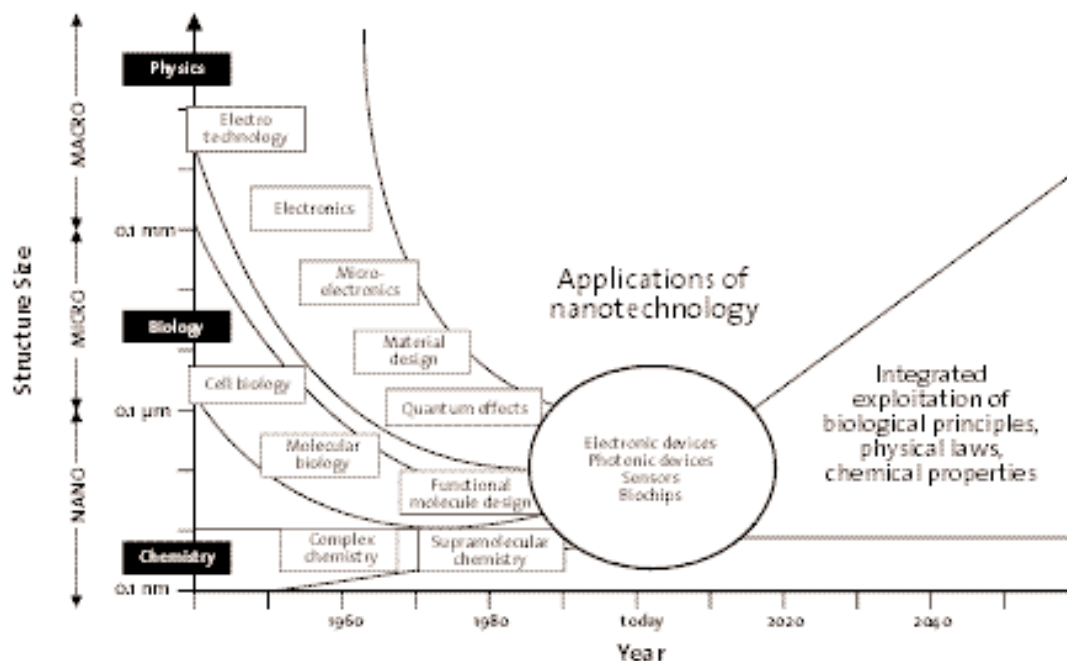 Physics
Electro
technology
Electronics
Micro-
electronics
Material
design
Quantum effects
Biology
Cell biology
Molecular
biology
Functional
molecule design
Chemistry
Complex
chemistry
Supramolecular
chemistry
Applications of
nanotechnology
Electronic devices
Photonic devices
Sensors
Biochips
Integrated
exploitation of
biological principles,
physical laws,
chemical properties
Structure Size
MACRO
MICRO
NANO
0.1 mm
0.1 µm
0.1 nm
1960
1980
today
2020
2040
Year